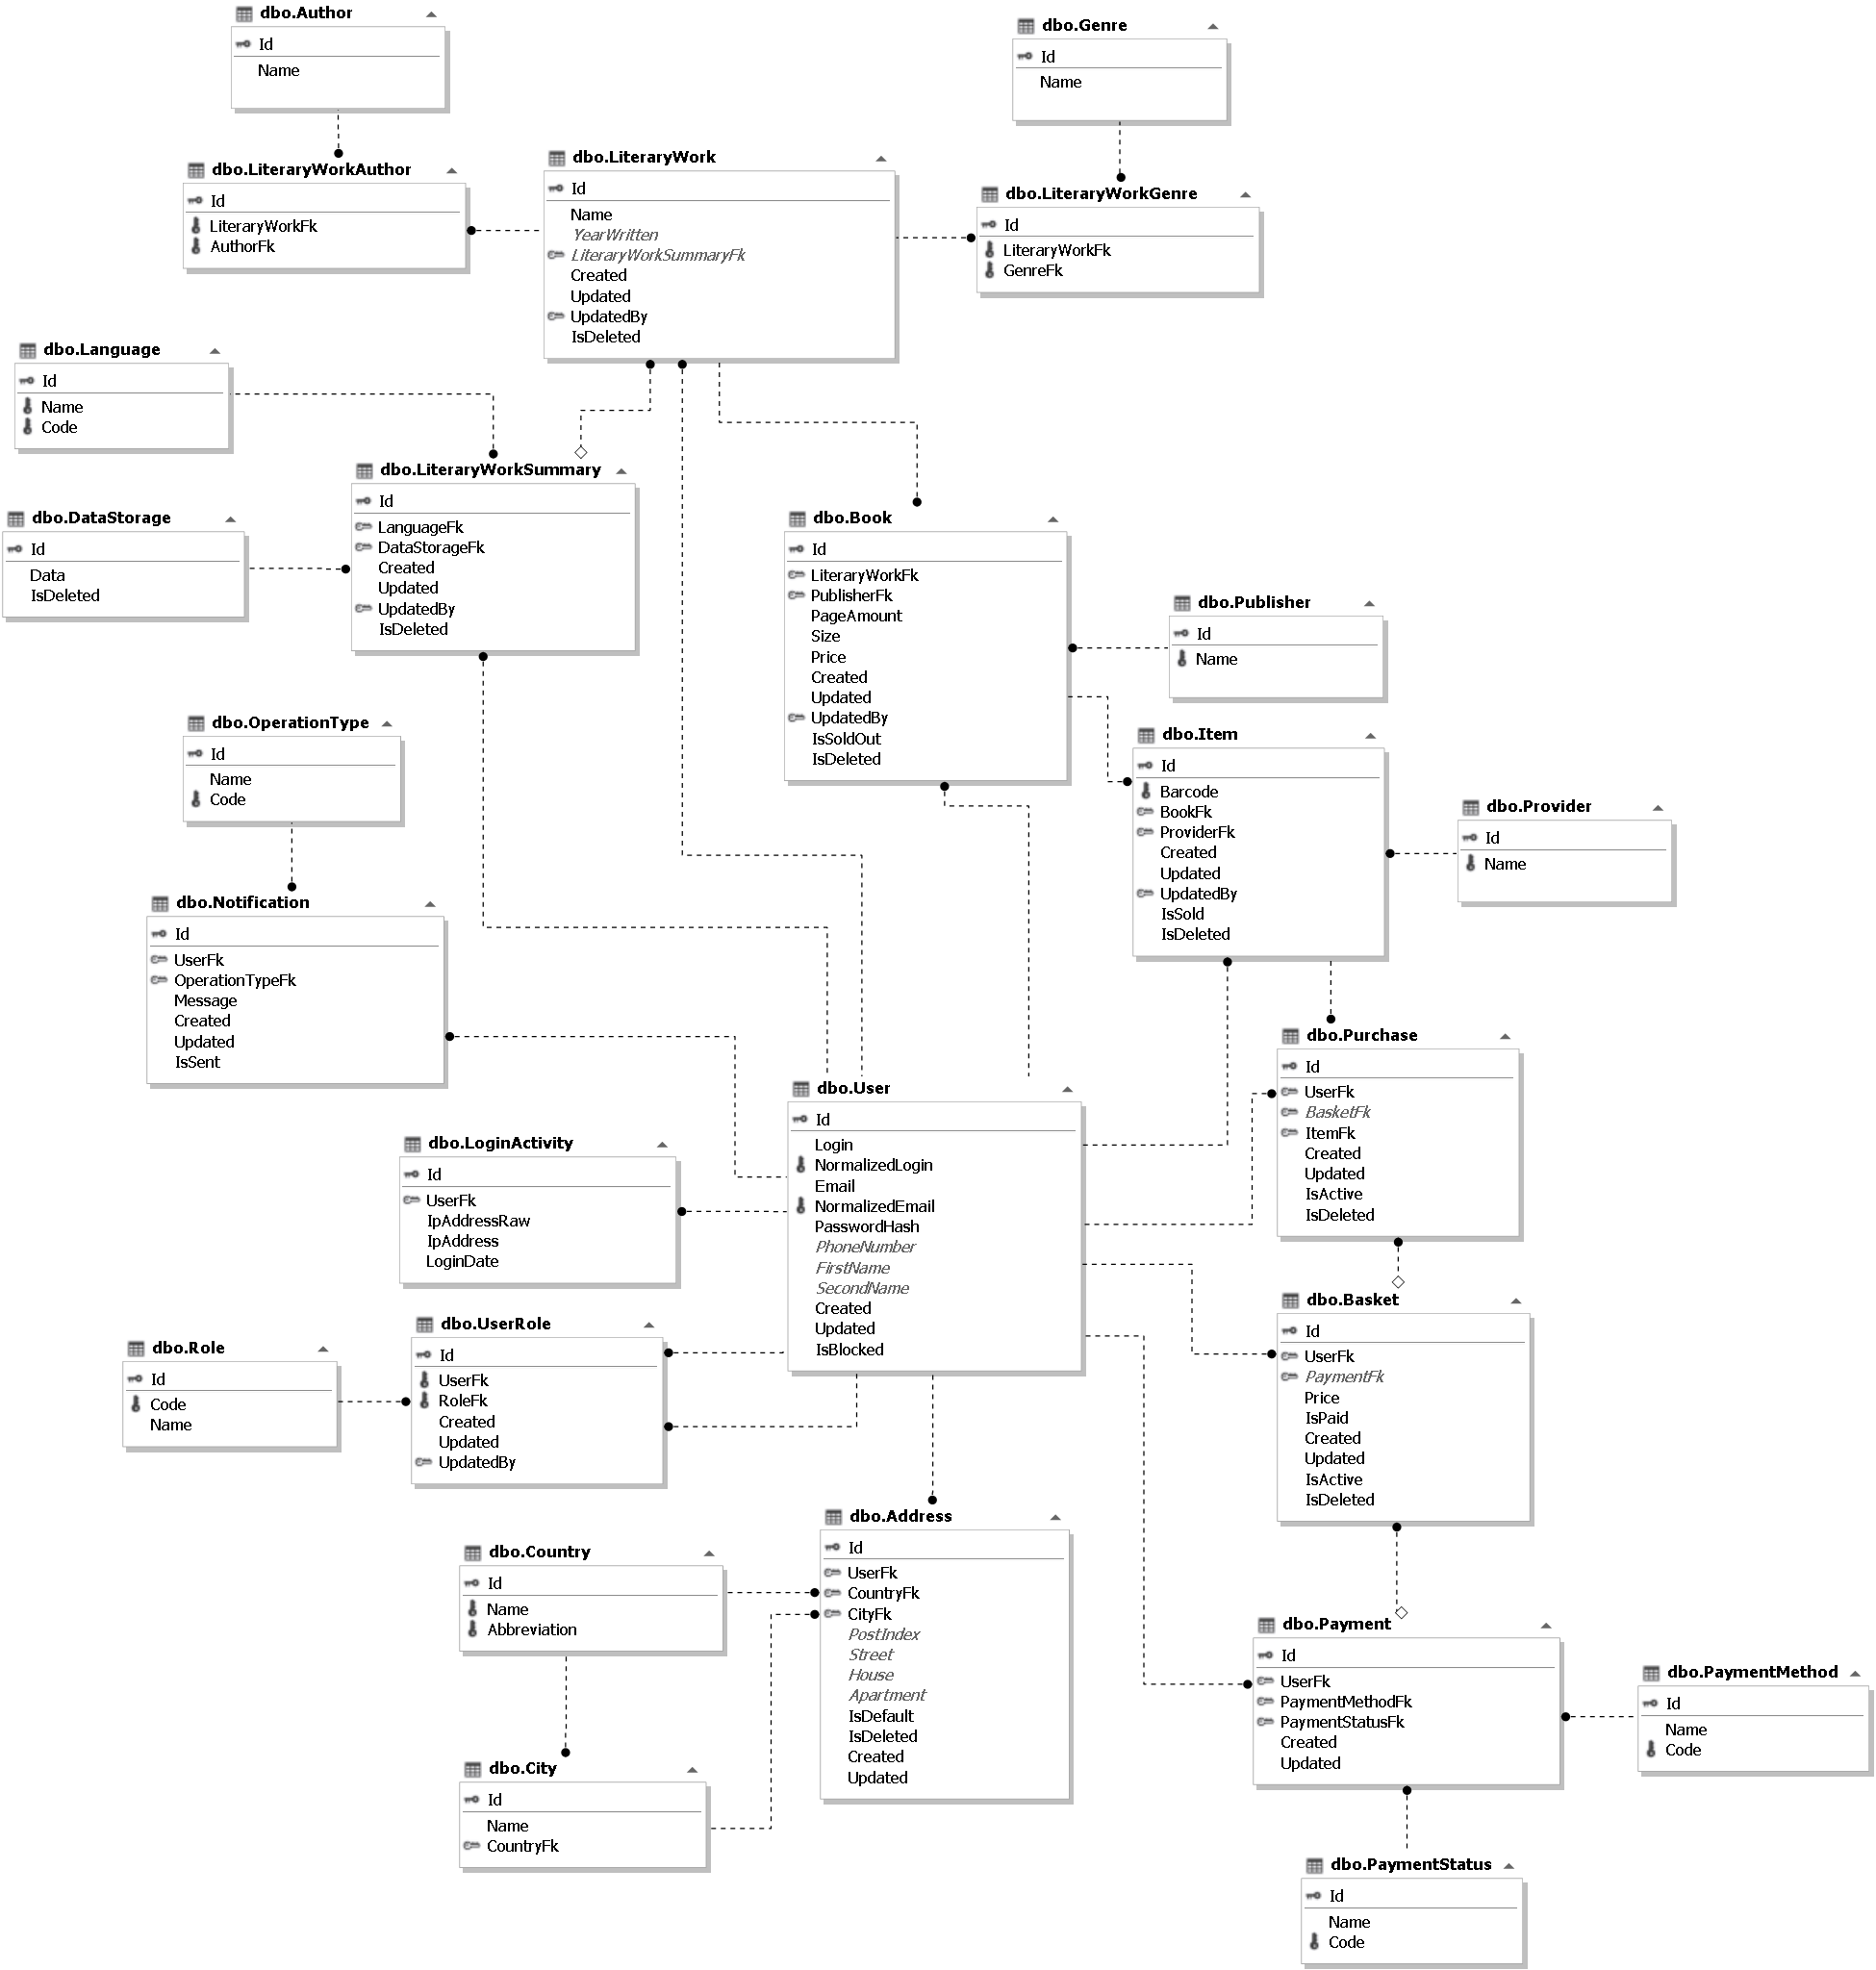 dbo.Author
Id
Name
dbo.Genre
Id
Name
dbo.LiteraryWorkAuthor
Id
LiteraryWorkFk
AuthorFk
dbo.LiteraryWork
Id
Name
YearWritten
LiteraryWorkSummaryFk
Created
Updated
UpdatedBy
IsDeleted
dbo.LiteraryWorkGenre
Id
LiteraryWorkFk
GenreFk
dbo.Language
Id
Name
Code
dbo.LiteraryWorkSummary
Id
LanguageFk
DataStorageFk
Created
Updated
UpdatedBy
IsDeleted
dbo.DataStorage
Id
Data
IsDeleted
dbo.Book
Id
LiteraryWorkFk
PublisherFk
PageAmount
Size
Price
Created
Updated
UpdatedBy
IsSoldOut
IsDeleted
dbo.Publisher
Id
Name
dbo.OperationType
Id
Name
Code
dbo.Item
Id
Barcode
BookFk
ProviderFk
Created
Updated
UpdatedBy
IsSold
IsDeleted
dbo.Provider
Id
Name
dbo.Notification
Id
UserFk
OperationTypeFk
Message
Created
Updated
IsSent
dbo.Purchase
Id
UserFk
BasketFk
ItemFk
Created
Updated
IsActive
IsDeleted
dbo.User
Id
Login
NormalizedLogin
Email
NormalizedEmail
PasswordHash
PhoneNumber
FirstName
SecondName
Created
Updated
IsBlocked
dbo.LoginActivity
Id
UserFk
IpAddressRaw
IpAddress
LoginDate
dbo.Basket
Id
UserFk
PaymentFk
Price
IsPaid
Created
Updated
IsActive
IsDeleted
dbo.UserRole
Id
UserFk
RoleFk
Created
Updated
UpdatedBy
dbo.Role
Id
Code
Name
dbo.Address
Id
UserFk
CountryFk
CityFk
PostIndex
Street
House
Apartment
IsDefault
IsDeleted
Created
Updated
dbo.Country
Id
Name
Abbreviation
dbo.Payment
Id
UserFk
PaymentMethodFk
PaymentStatusFk
Created
Updated
dbo.PaymentMethod
Id
Name
Code
dbo.City
Id
Name
CountryFk
dbo.PaymentStatus
Id
Name
Code